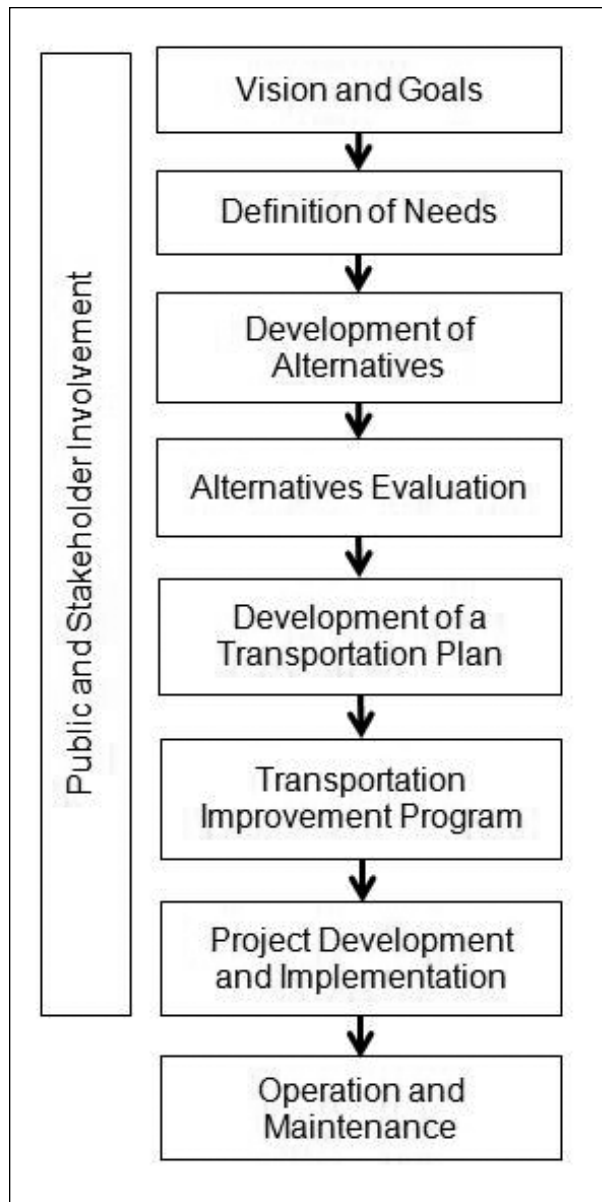 Public and Stakeholder Involvement
Vision and Goals
Definition of Needs
Development of
Alternatives
Alternatives Evaluation
Development of a
Transportation Plan
Transportation
Improvement Program
Project Development
and Implementation
Operation and
Maintenance